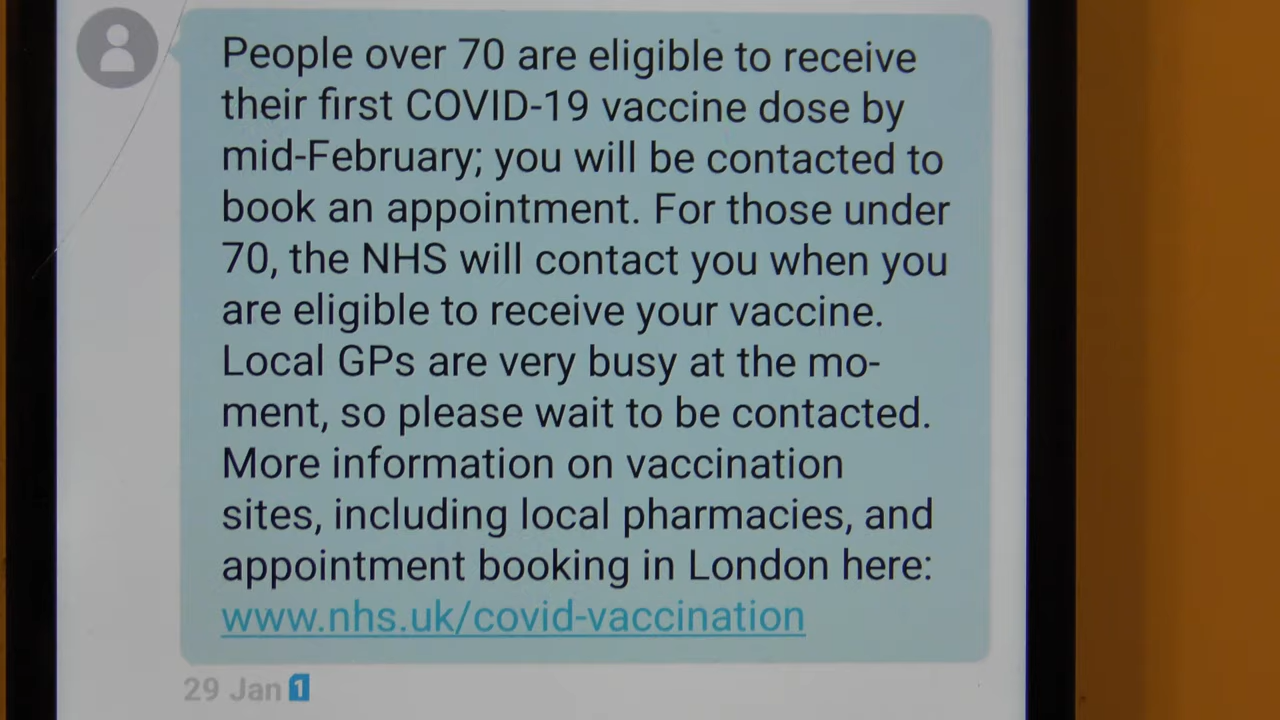 People over 70 are eligible to receive
their first COVID-19 vaccine dose by
mid-February; you will be contacted to
book an appointment. For those under
70, the NHS will contact you when you
are eligible to receive your vaccine.
Local GPs are very busy at the mo-
ment, so please wait to be contacted.
More information on vaccination
sites, including local pharmacies, and
appointment booking in London here:
www.nhs.uk/covid-vaccination
29 Jan 1